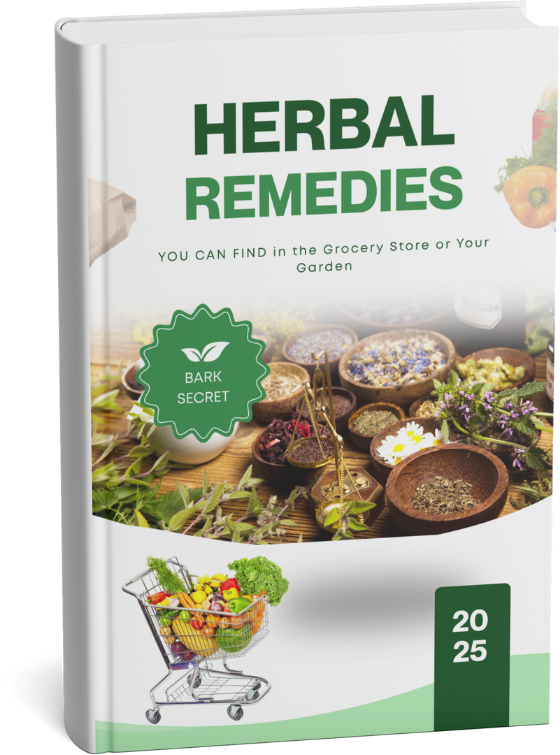 HERBAL
REMEDIES
YOU CAN FIND in the Grocery Store or Your
Garden
BARK
SECRET
20
25